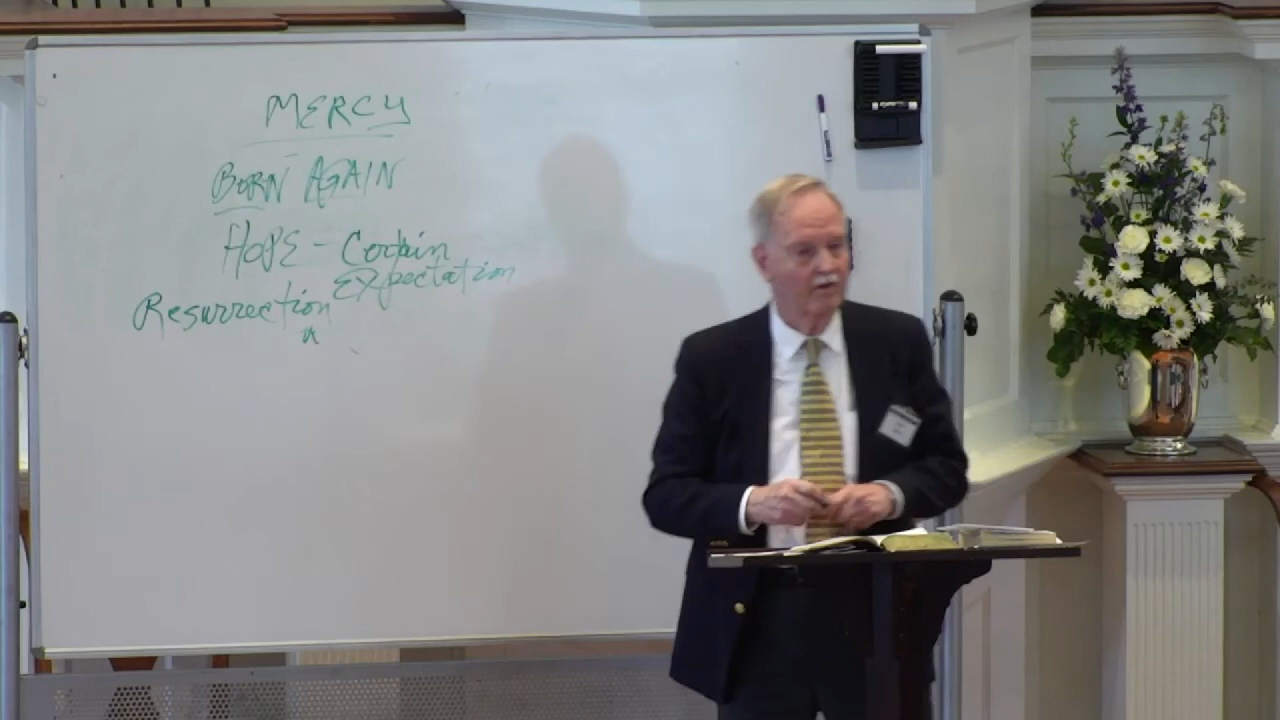 MERCY
BORN AGAIN
HOPE - Certain
Expectation
Resurrection